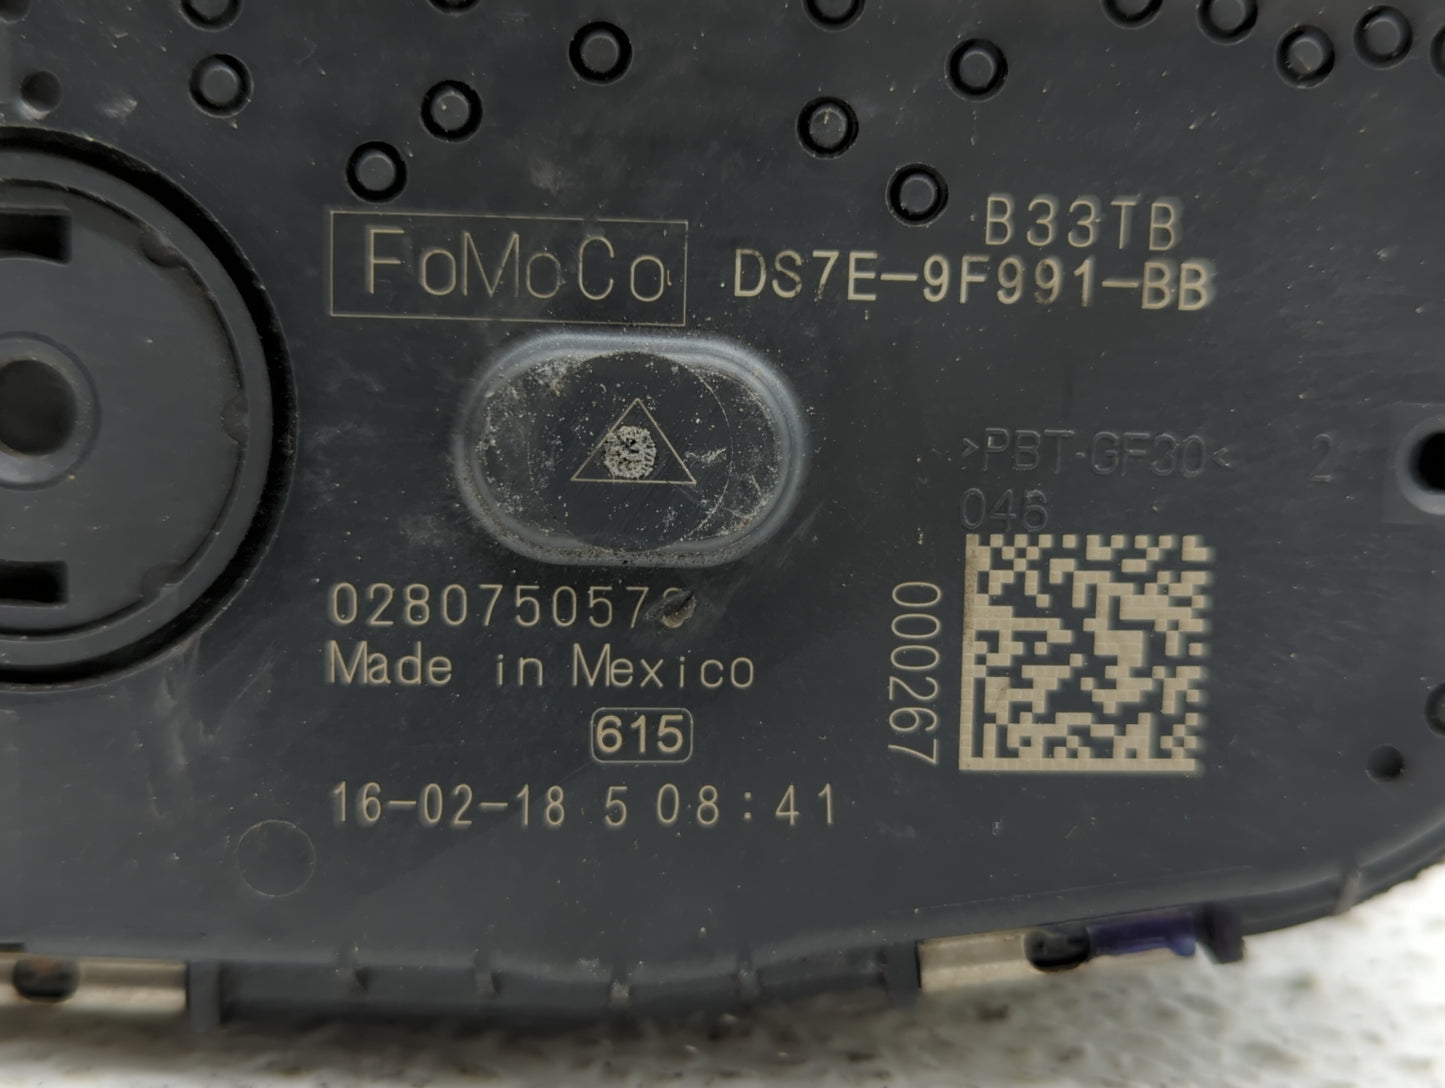 B33TB
FoMoCo DS7E-9F991-BB
>PBT-GF30< 2
046
Made in Mexico
000267
615
16-02-18 5 08:41